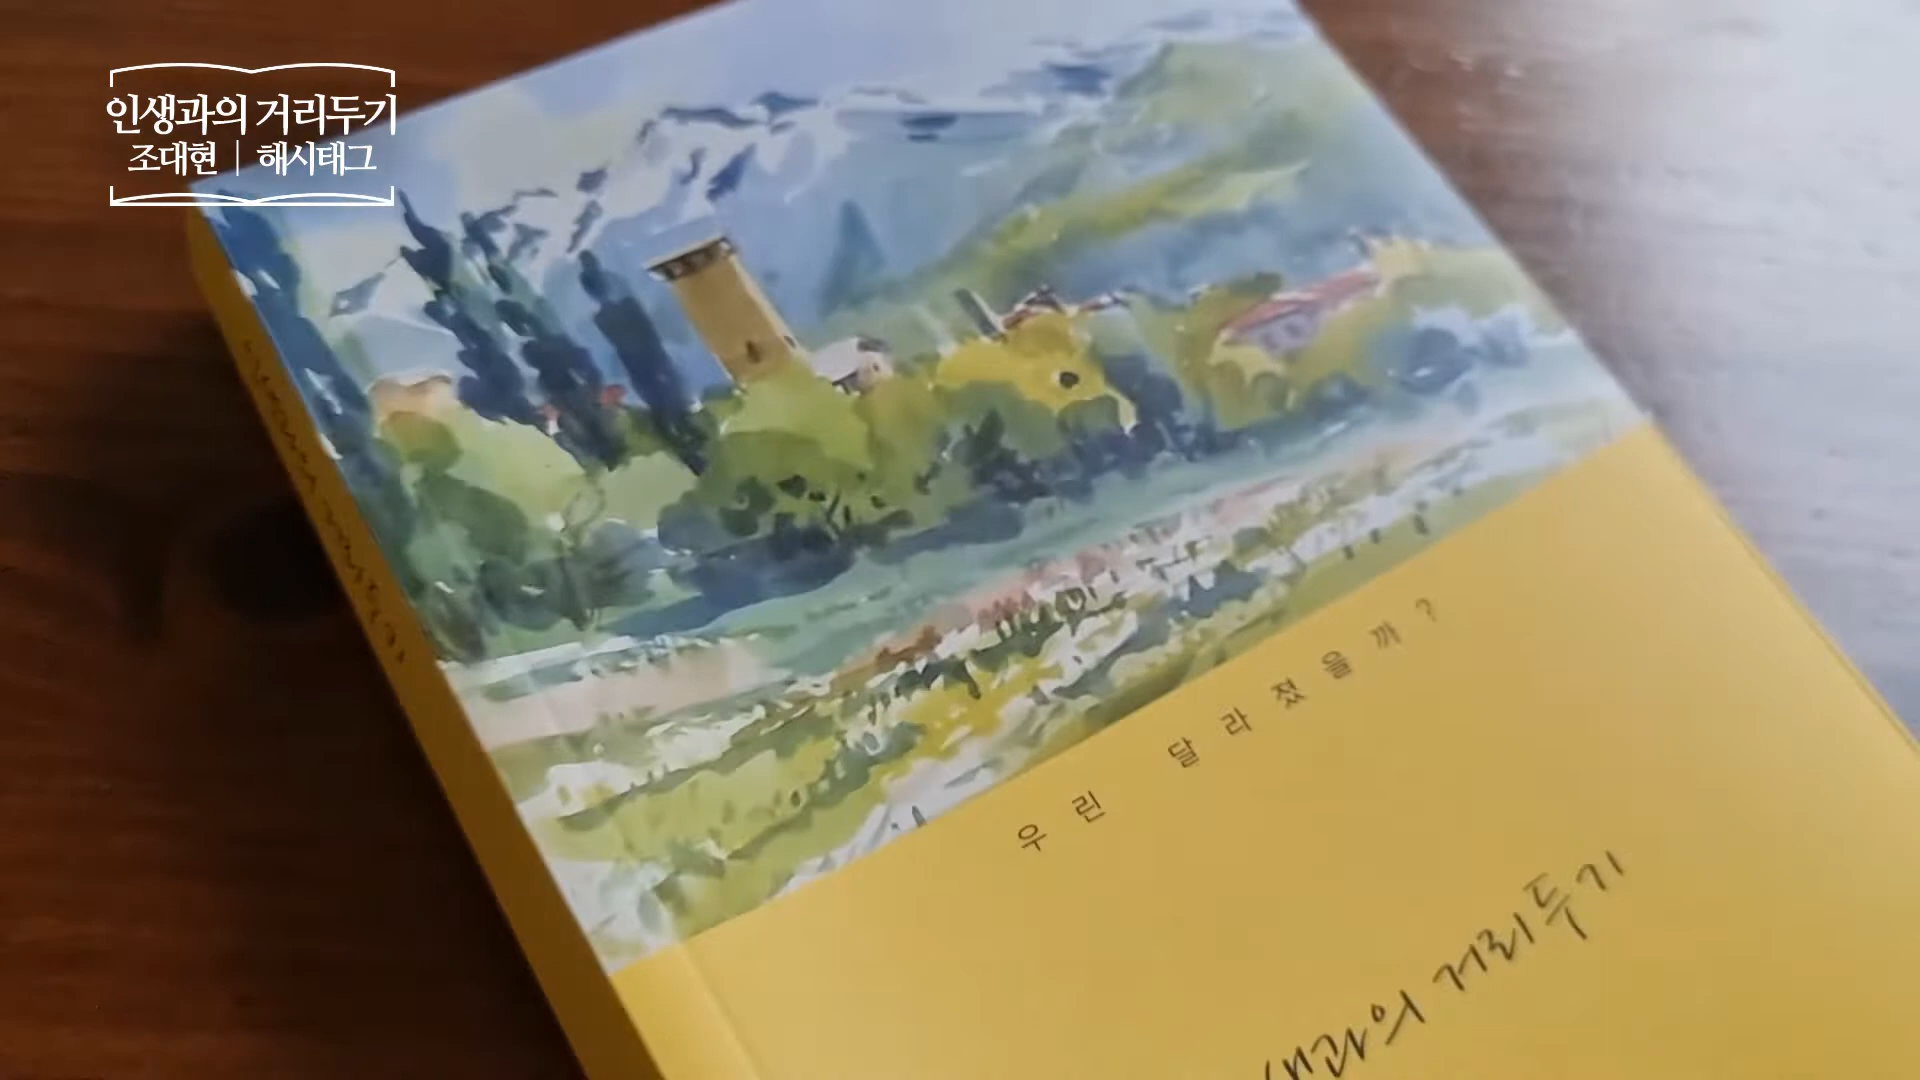 인생과의 거리두기
조대현 | 해시태그
우린 달라졌을까?
생과의 거리두기